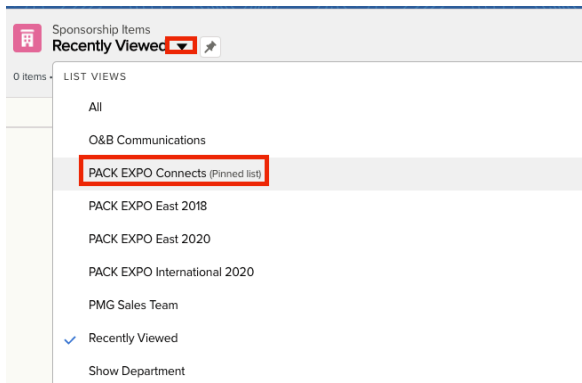 Sponsorship Items
Recently Viewed
0 items •
LIST VIEWS
All
O&B Communications
PACK EXPO Connects (Pinned list)
PACK EXPO East 2018
PACK EXPO East 2020
PACK EXPO International 2020
PMG Sales Team
Recently Viewed
Show Department